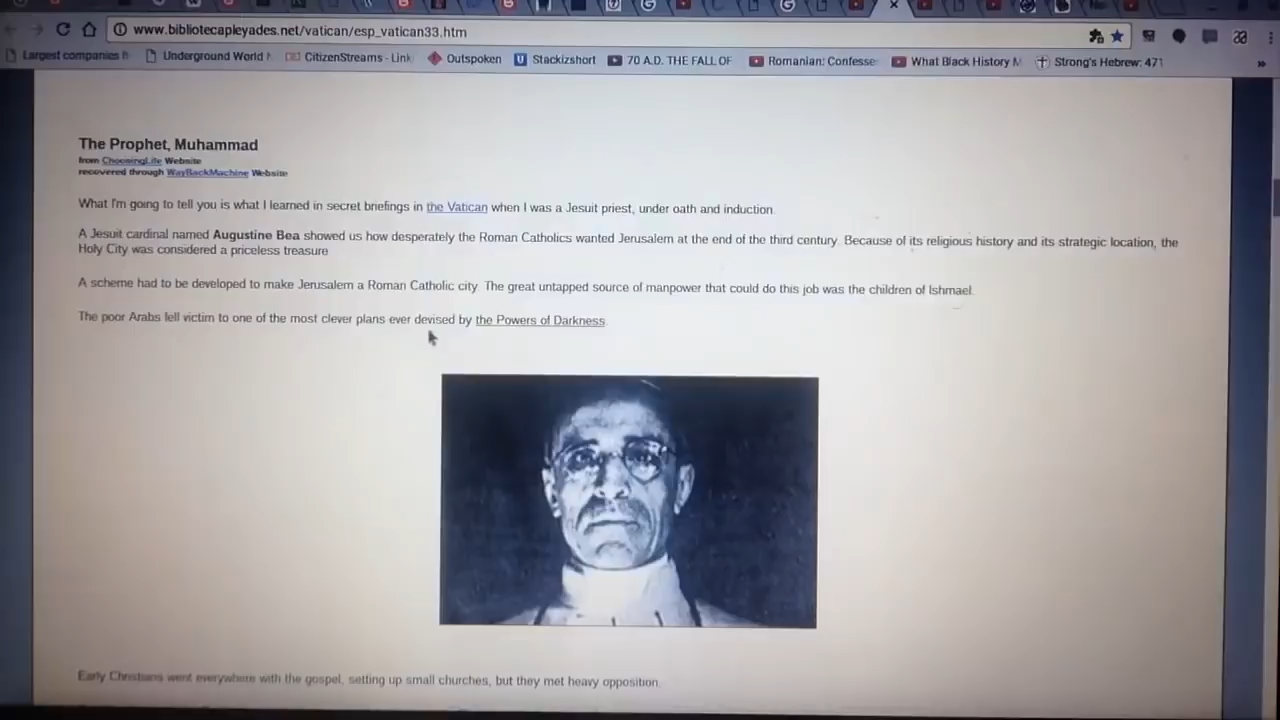 www.bibliotecapleyades.net/vatican/esp_vatican33.htm
Largest companies b
Underground World
CitizenStreams - Link
Outspoken
Stackizshort
70 A.D. THE FALL OF
Romanian: Confesse
What Black History M
Strong's Hebrew: 471
»
The Prophet, Muhammad
from ChoosingLife Website
recovered through WayBackMachine Website
What I'm going to tell you is what I learned in secret briefings in the Vatican when I was a Jesuit priest, under oath and induction.
A Jesuit cardinal named Augustine Bea showed us how desperately the Roman Catholics wanted Jerusalem at the end of the third century. Because of its religious history and its strategic location, the
Holy City was considered a priceless treasure
A scheme had to be developed to make Jerusalem a Roman Catholic city. The great untapped source of manpower that could do this job was the children of Ishmael.
The poor Arabs fell victim to one of the most clever plans ever devised by the Powers of Darkness.
Early Christians went everywhere with the gospel, setting up small churches, but they met heavy opposition.